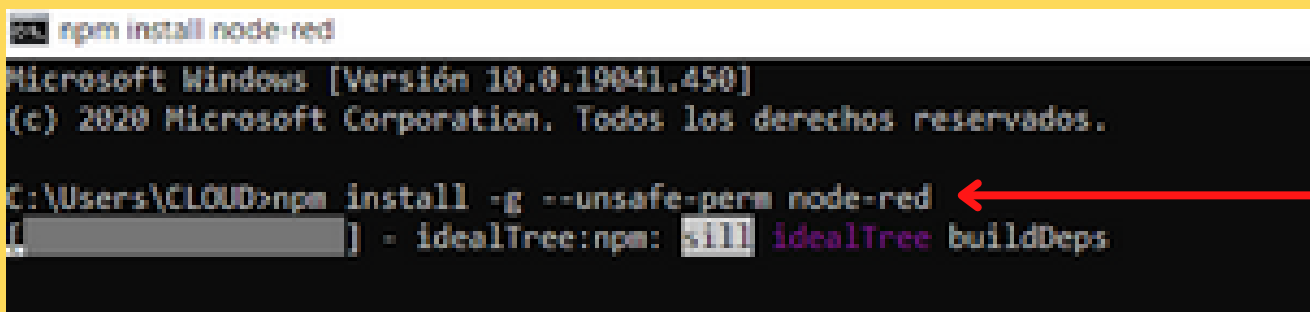 npm install node-red
Microsoft Windows [Versión 10.0.19041.450]
(c) 2020 Microsoft Corporation. Todos los derechos reservados.
C:\Users\CLOUD>npm install -g --unsafe-perm node-red
[                    ] - idealTree:npm: sill idealTree buildDeps